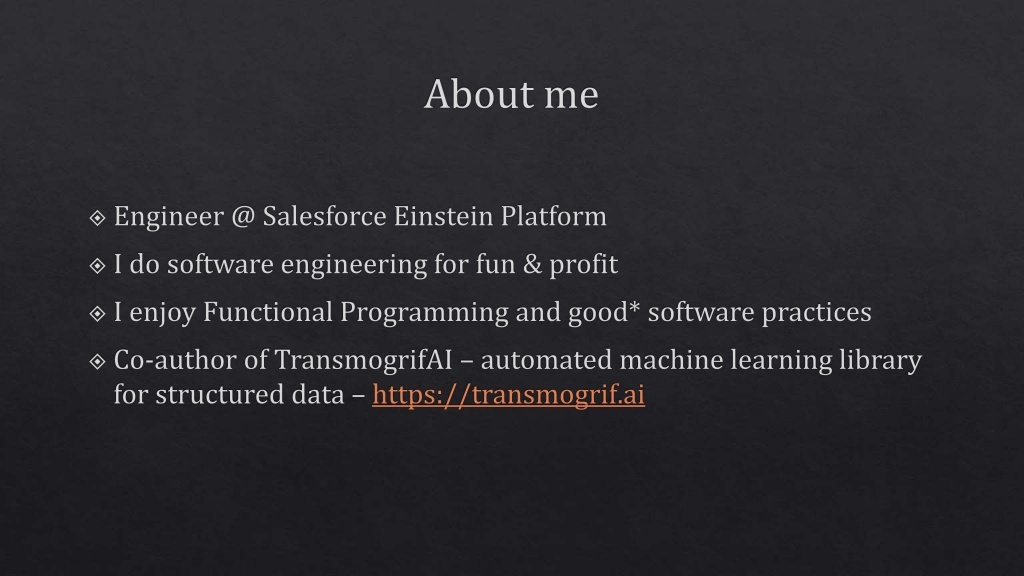 About me
Engineer @ Salesforce Einstein Platform
I do software engineering for fun & profit
I enjoy Functional Programming and good* software practices
Co-author of TransmogrifAI – automated machine learning library
for structured data – https://transmogrif.ai